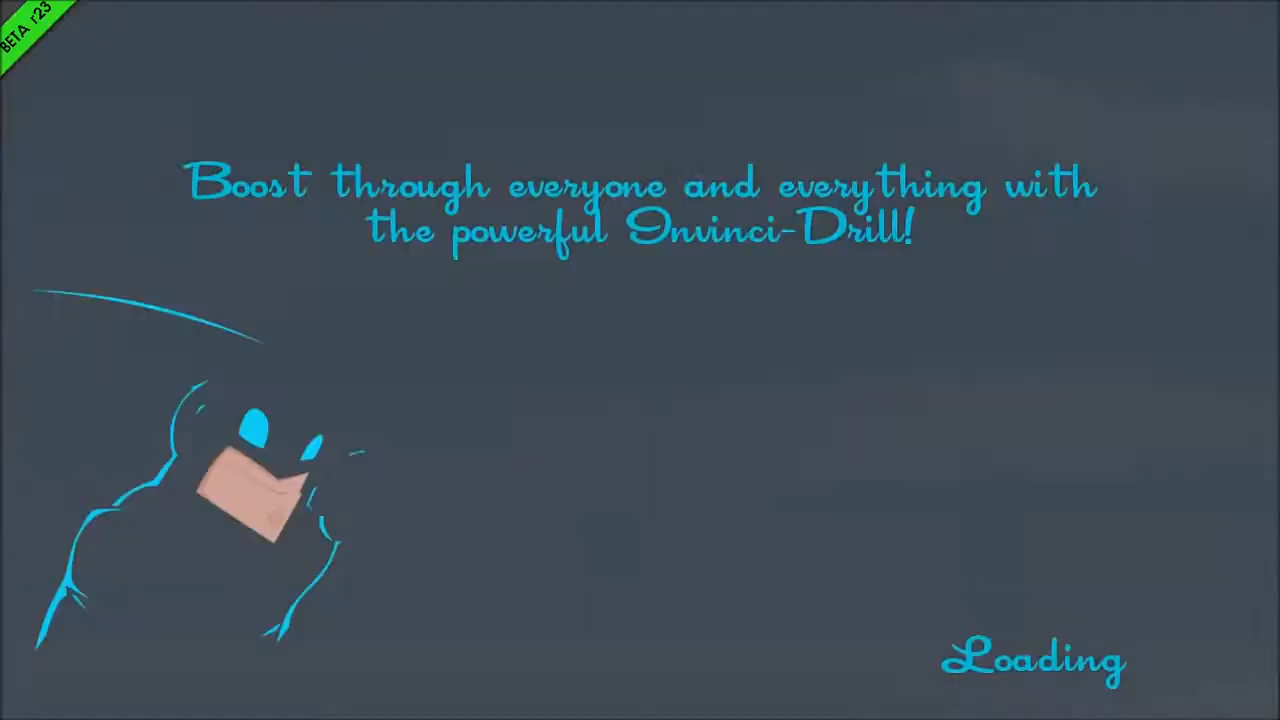 BETA r23
Boost through everyone and everything with
the powerful Invinci-Drill!
Loading